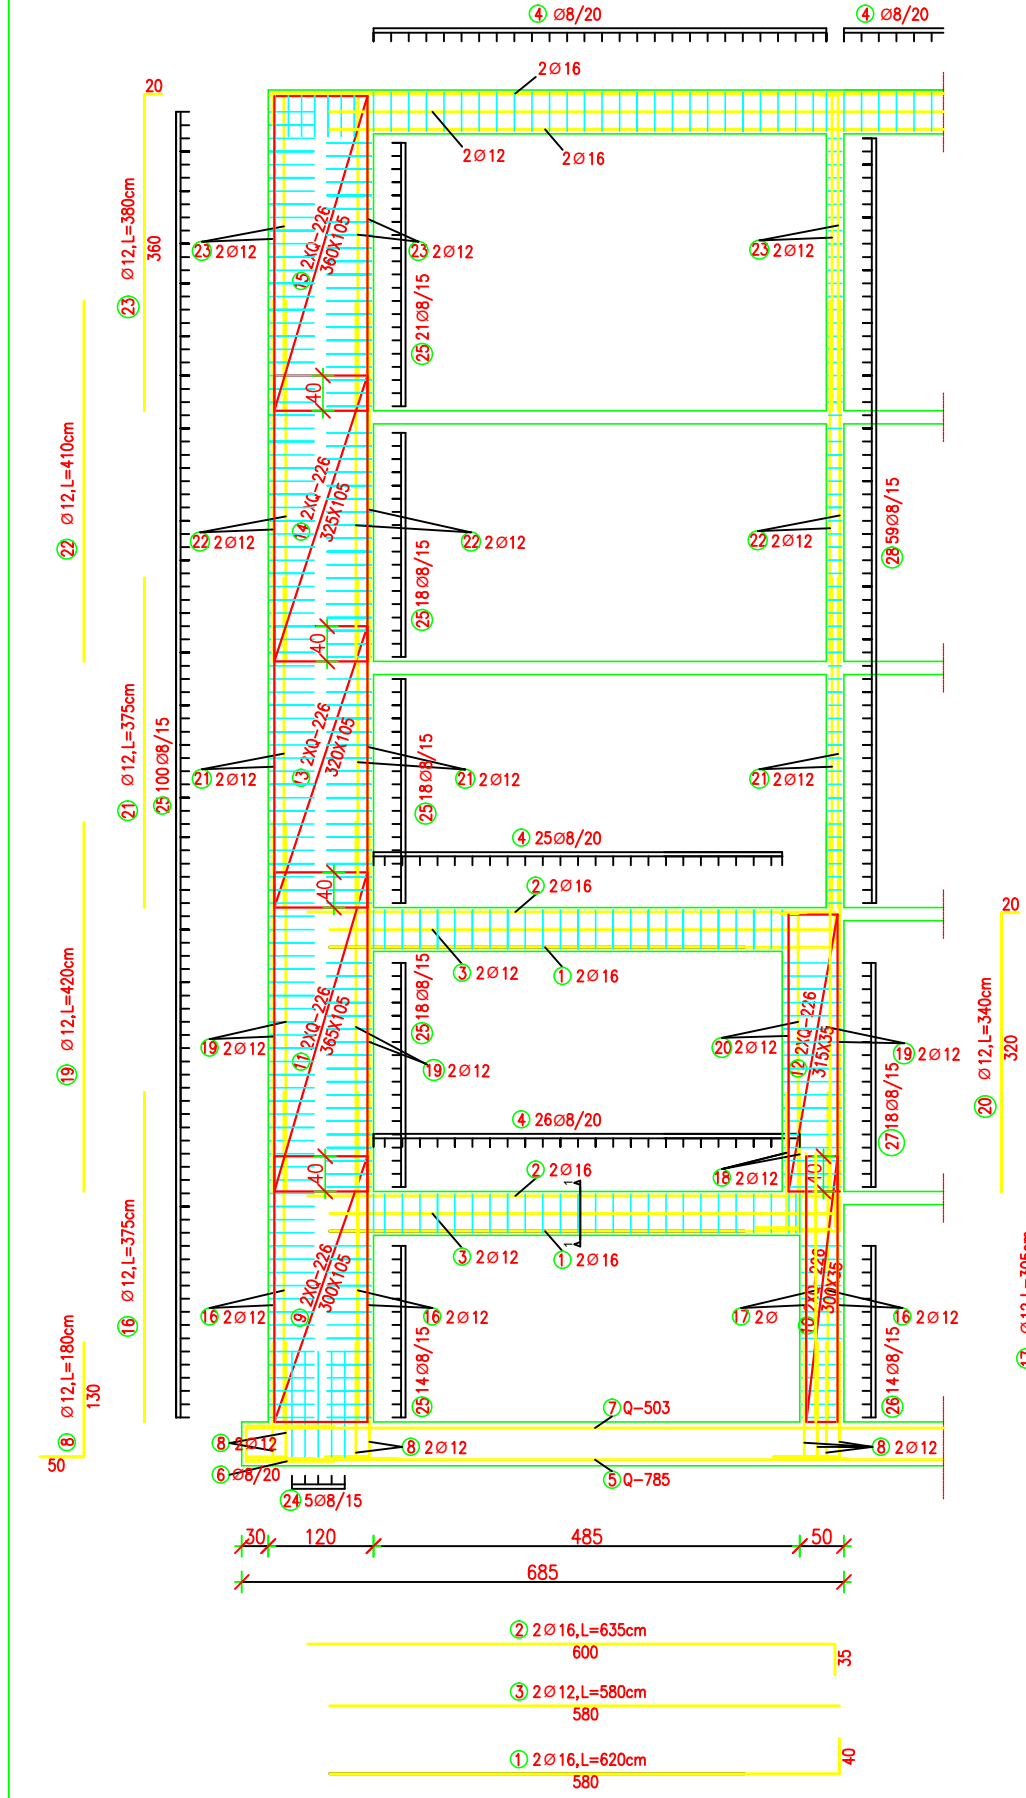 4 Ø8/20
4 Ø8/20
2Ø16
20
2Ø12
2Ø16
23 Ø12,L=380cm
360
23 2Ø12
15 2XQ-226
360X105
23 2Ø12
23 2Ø12
25 21Ø8/15
40
22 Ø12,L=410cm
22 2Ø12
14 2XQ-226
325X105
22 2Ø12
22 2Ø12
28 59Ø8/15
25 18Ø8/15
40
21 Ø12,L=375cm
25 100Ø8/15
21 2Ø12
13 2XQ-226
320X105
21 2Ø12
21 2Ø12
25 18Ø8/15
4 25Ø8/20
40
2 2Ø16
20
3 2Ø12
1 2Ø16
19 Ø12,L=420cm
19 2Ø12
11 2XQ-226
365X105
25 18Ø8/15
19 2Ø12
20 2Ø12
12 2XQ-226
315X35
19 2Ø12
20 Ø12,L=340cm
320
27 18Ø8/15
4 26Ø8/20
40
2 2Ø16
18 2Ø12
40
1
1
3 2Ø12
1 2Ø16
16 Ø12,L=375cm
16 2Ø12
9 2XQ-226
300X105
16 2Ø12
17 2Ø
10 2XQ-226
300X35
16 2Ø12
25 14Ø8/15
26 14Ø8/15
8 Ø12,L=180cm
130
50
7 Q-503
8 2Ø12
8 2Ø12
8 2Ø12
6 Ø8/20
5 Q-785
24 5Ø8/15
30
120
485
50
685
2 2Ø16,L=635cm
600
35
3 2Ø12,L=580cm
580
1 2Ø16,L=620cm
580
40